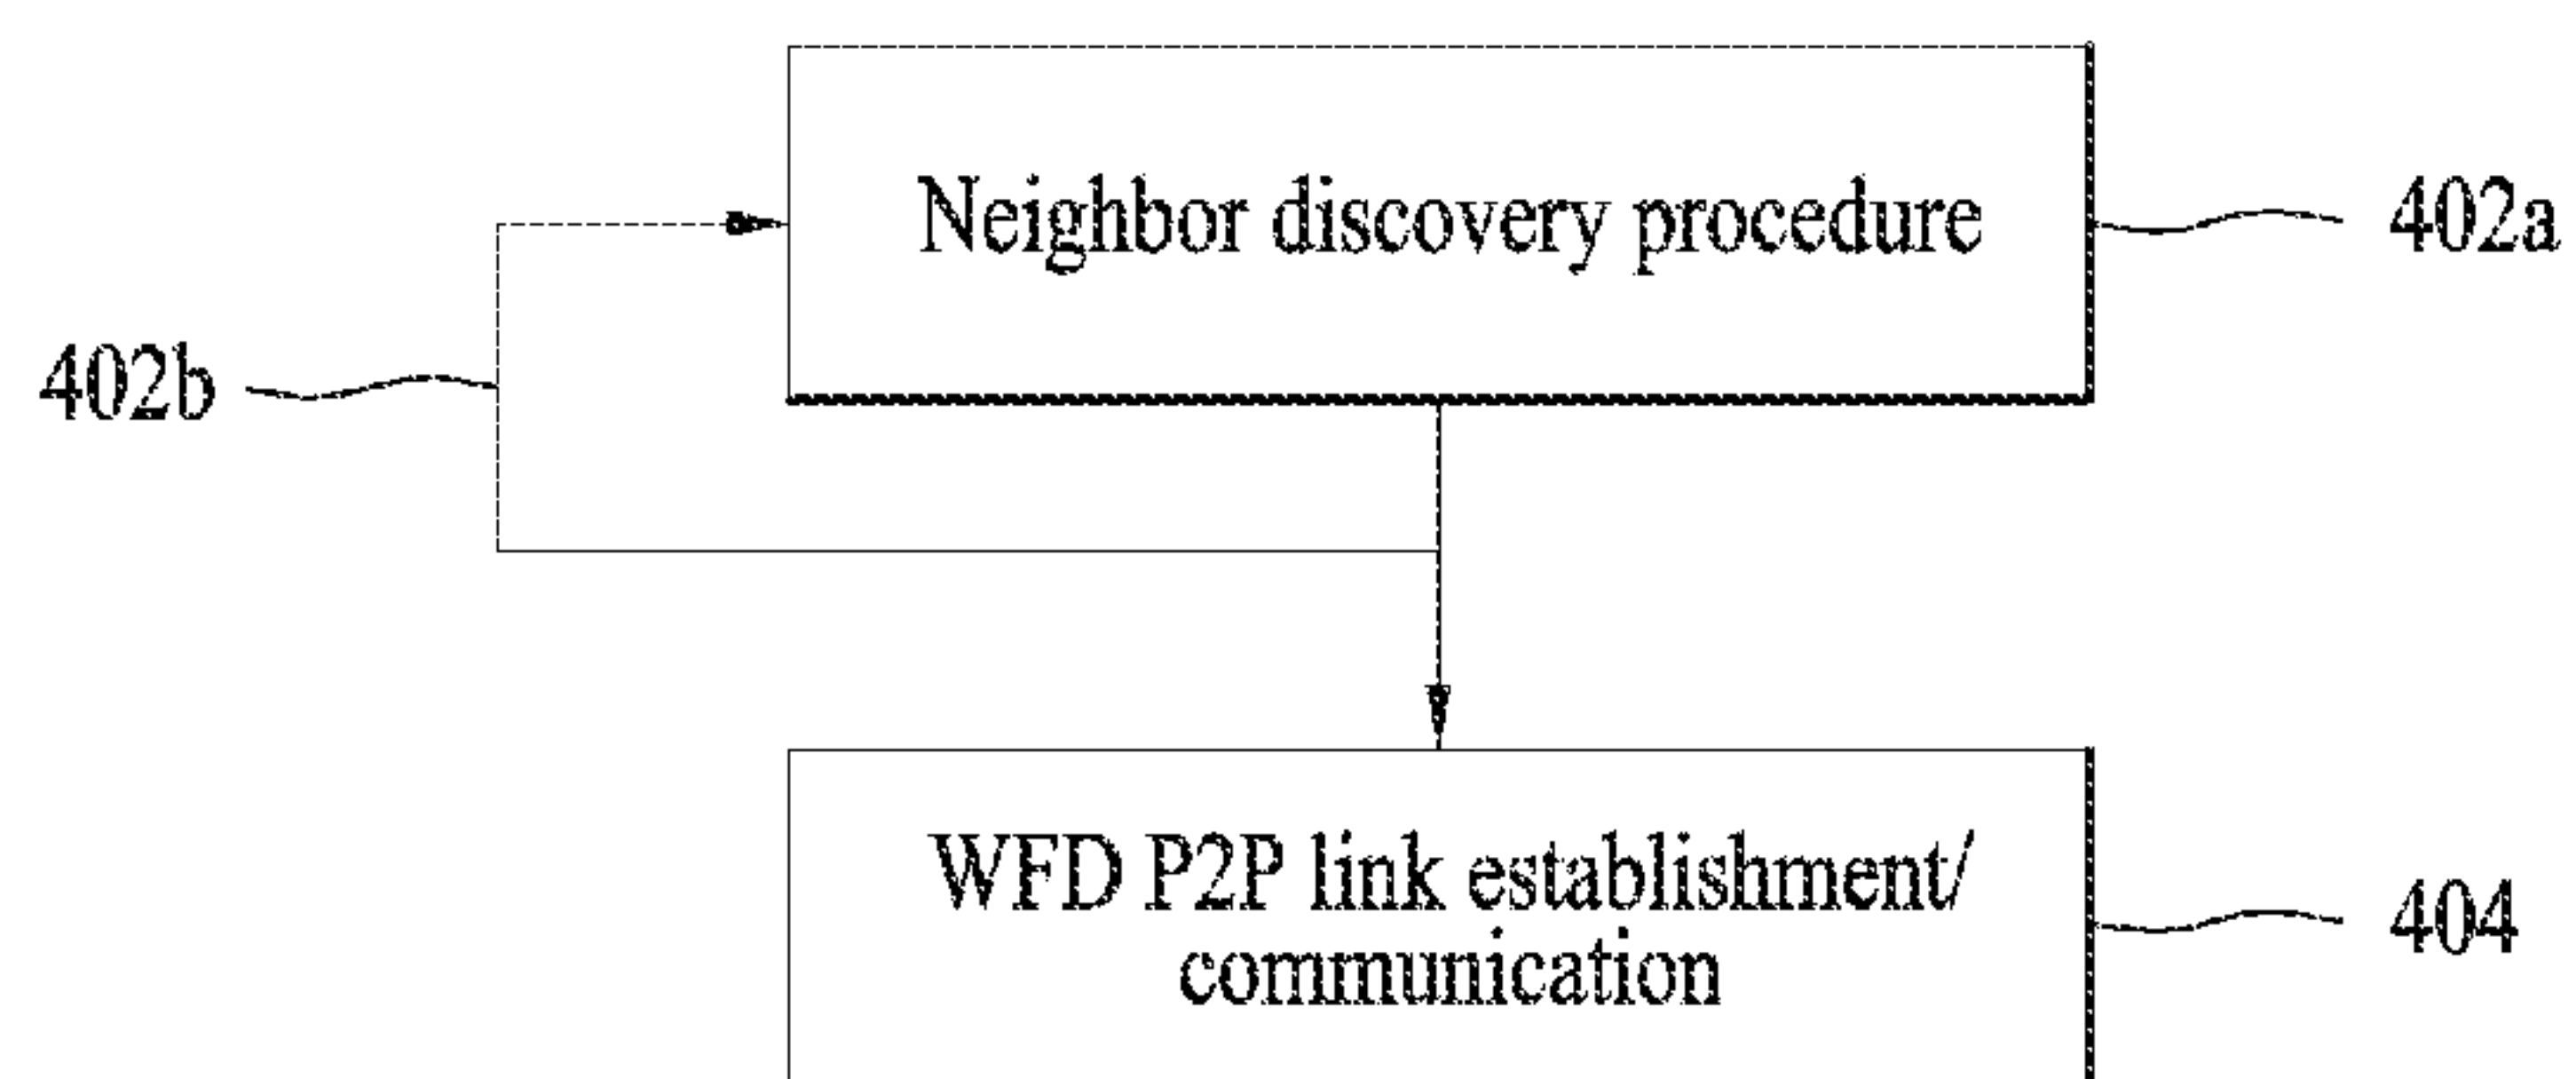 Neighbor discovery procedure
402a
402b
WFD P2P link establishment/
communication
404